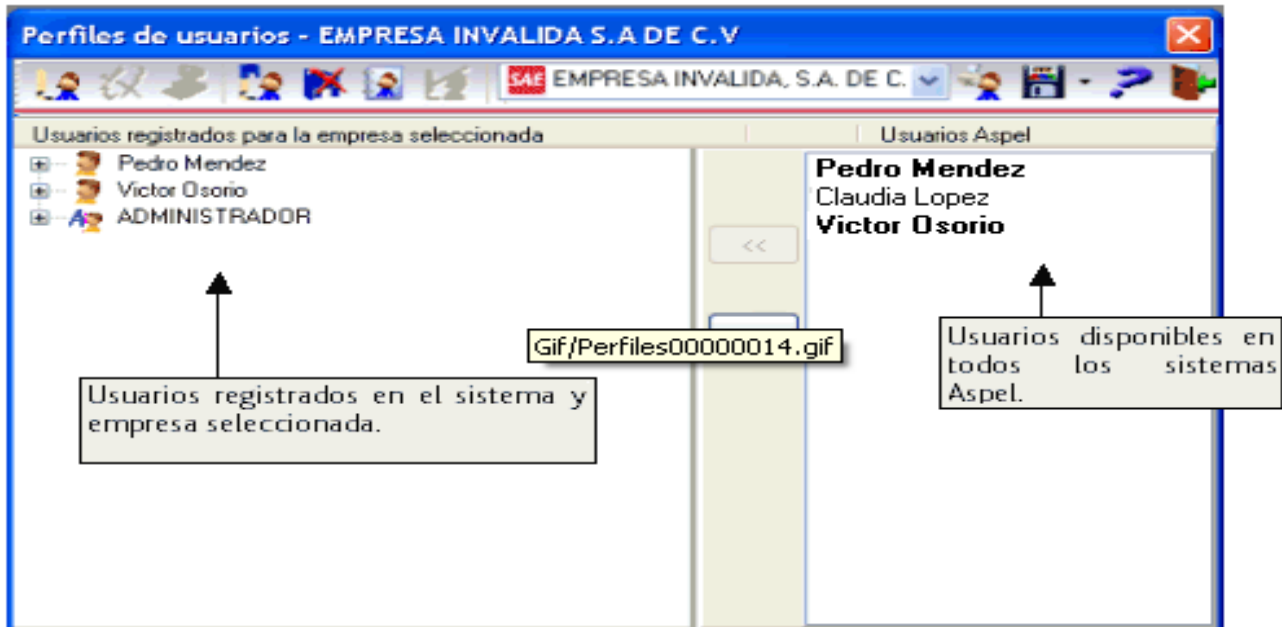 Perfiles de usuarios - EMPRESA INVALIDA S.A DE C.V
SAE EMPRESA INVALIDA, S.A. DE C.
Usuarios registrados para la empresa seleccionada
Usuarios Aspel
Pedro Mendez
Victor Osorio
ADMINISTRADOR
Pedro Mendez
Claudia Lopez
Victor Osorio
<<
Gif/Perfiles00000014.gif
Usuarios registrados en el sistema y
empresa seleccionada.
Usuarios disponibles en
todos los sistemas
Aspel.